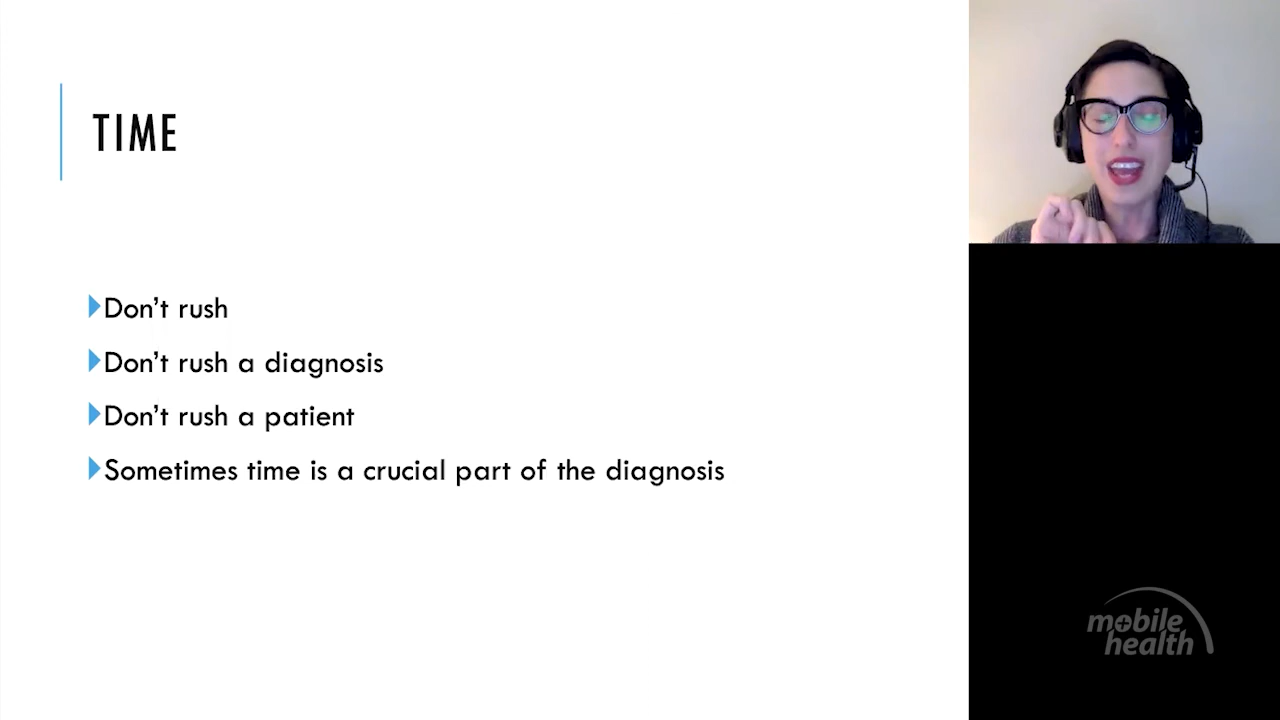 TIME
Don't rush
Don't rush a diagnosis
Don't rush a patient
Sometimes time is a crucial part of the diagnosis
mobile
health